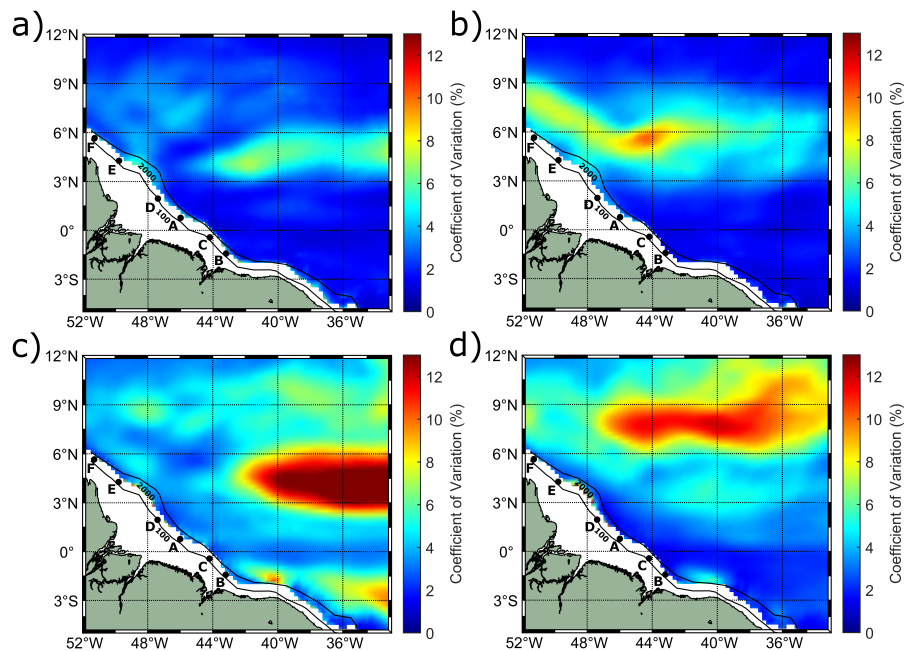 a)
12°N
9°N
6°N
3°N
0°
3°S
52°W 48°W 44°W 40°W 36°W
F
E
D
A
C
B
2000
100
12
10
8
6
4
2
0
Coefficient of Variation (%)
b)
12°N
9°N
6°N
3°N
0°
3°S
52°W 48°W 44°W 40°W 36°W
F
E
D
A
C
B
2000
100
12
10
8
6
4
2
0
Coefficient of Variation (%)
c)
12°N
9°N
6°N
3°N
0°
3°S
52°W 48°W 44°W 40°W 36°W
F
E
D
A
C
B
2000
100
12
10
8
6
4
2
0
Coefficient of Variation (%)
d)
12°N
9°N
6°N
3°N
0°
3°S
52°W 48°W 44°W 40°W 36°W
F
E
D
A
C
B
2000
100
12
10
8
6
4
2
0
Coefficient of Variation (%)